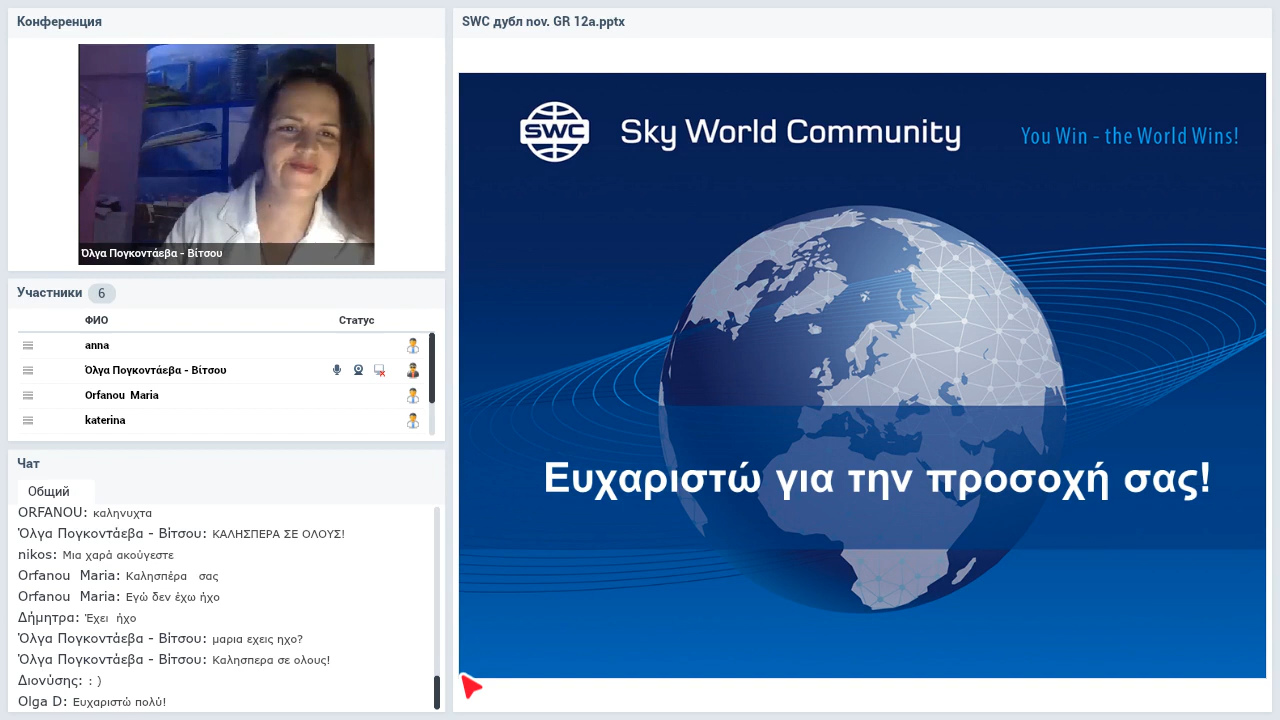 Конференция
Όλγα Πογκοντάεβα - Βίτσου
Участники 6
ФИО Статус
anna
Όλγα Πογκοντάεβα - Βίτσου
Orfanou Maria
katerina
Чат
Общий
ORFANOU: καληνυχτα
Όλγα Πογκοντάεβα - Βίτσου: ΚΑΛΗΣΠΕΡΑ ΣΕ ΟΛΟΥΣ!
nikos: Μια χαρά ακούγεστε
Orfanou Maria: Καλησπέρα σας
Orfanou Maria: Εγώ δεν έχω ήχο
Δήμητρα: Έχει ήχο
Όλγα Πογκοντάεβα - Βίτσου: μαρια εχεις ηχο?
Όλγα Πογκοντάεβα - Βίτσου: Καλησπερα σε ολους!
Διονύσης: : )
Olga D: Ευχαριστώ πολύ!
SWC дубл nov. GR 12a.pptx
SWC Sky World Community
You Win - the World Wins!
Ευχαριστώ για την προσοχή σας!